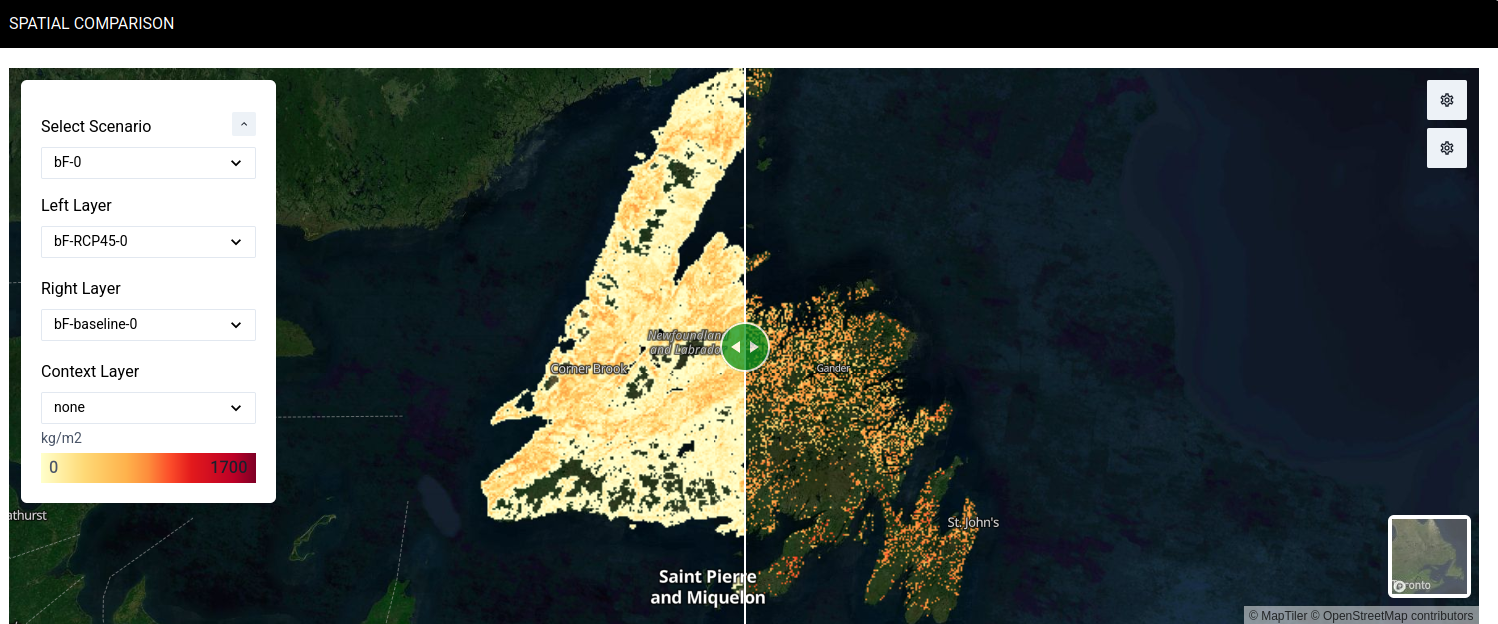 SPATIAL COMPARISON
Select Scenario
bF-0
Left Layer
bF-RCP45-0
Right Layer
bF-baseline-0
Context Layer
none
kg/m2
0 1700
Newfoundlan
and Labrado
Corner Brook
Gander
St. John's
athurst
Saint Pierre
and Miquelon
Toronto
© MapTiler © OpenStreetMap contributors